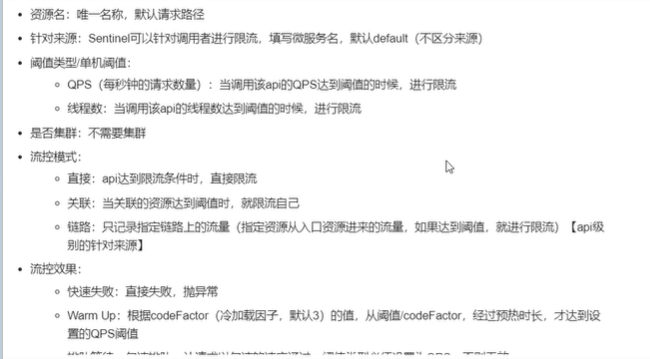 • 资源名：唯一名称，默认请求路径
• 针对来源：Sentinel可以针对调用者进行限流，填写微服务名，默认default（不区分来源）
• 阈值类型/单机阈值：
○ QPS（每秒钟的请求数量）：当调用该api的QPS达到阈值的时候，进行限流
○ 线程数：当调用该api的线程数达到阈值的时候，进行限流
• 是否集群：不需要集群
• 流控模式：
○ 直接：api达到限流条件时，直接限流
○ 关联：当关联的资源达到阈值时，就限流自己
○ 链路：只记录指定链路上的流量（指定资源从入口资源进来的流量，如果达到阈值，就进行限流）【api级
别的针对来源】
• 流控效果：
○ 快速失败：直接失败，抛异常
○ Warm Up：根据codeFactor（冷加载因子，默认3）的值，从阈值/codeFactor，经过预热时长，才达到设
置的QPS阈值